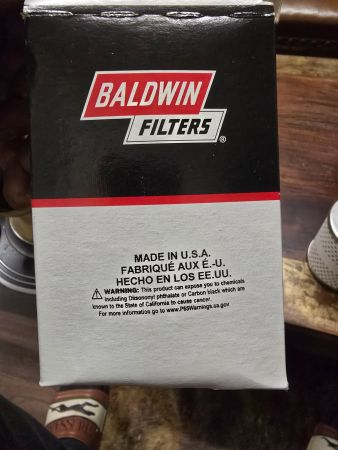 BALDWIN
FILTERS®
MADE IN U.S.A.
FABRIQUÉ AUX É.-U.
HECHO EN LOS EE.UU.
⚠ WARNING: This product can expose you to chemicals
including Diisononyl phthalate or Carbon black which are
known to the State of California to cause cancer.
For more information go to www.P65Warnings.ca.gov